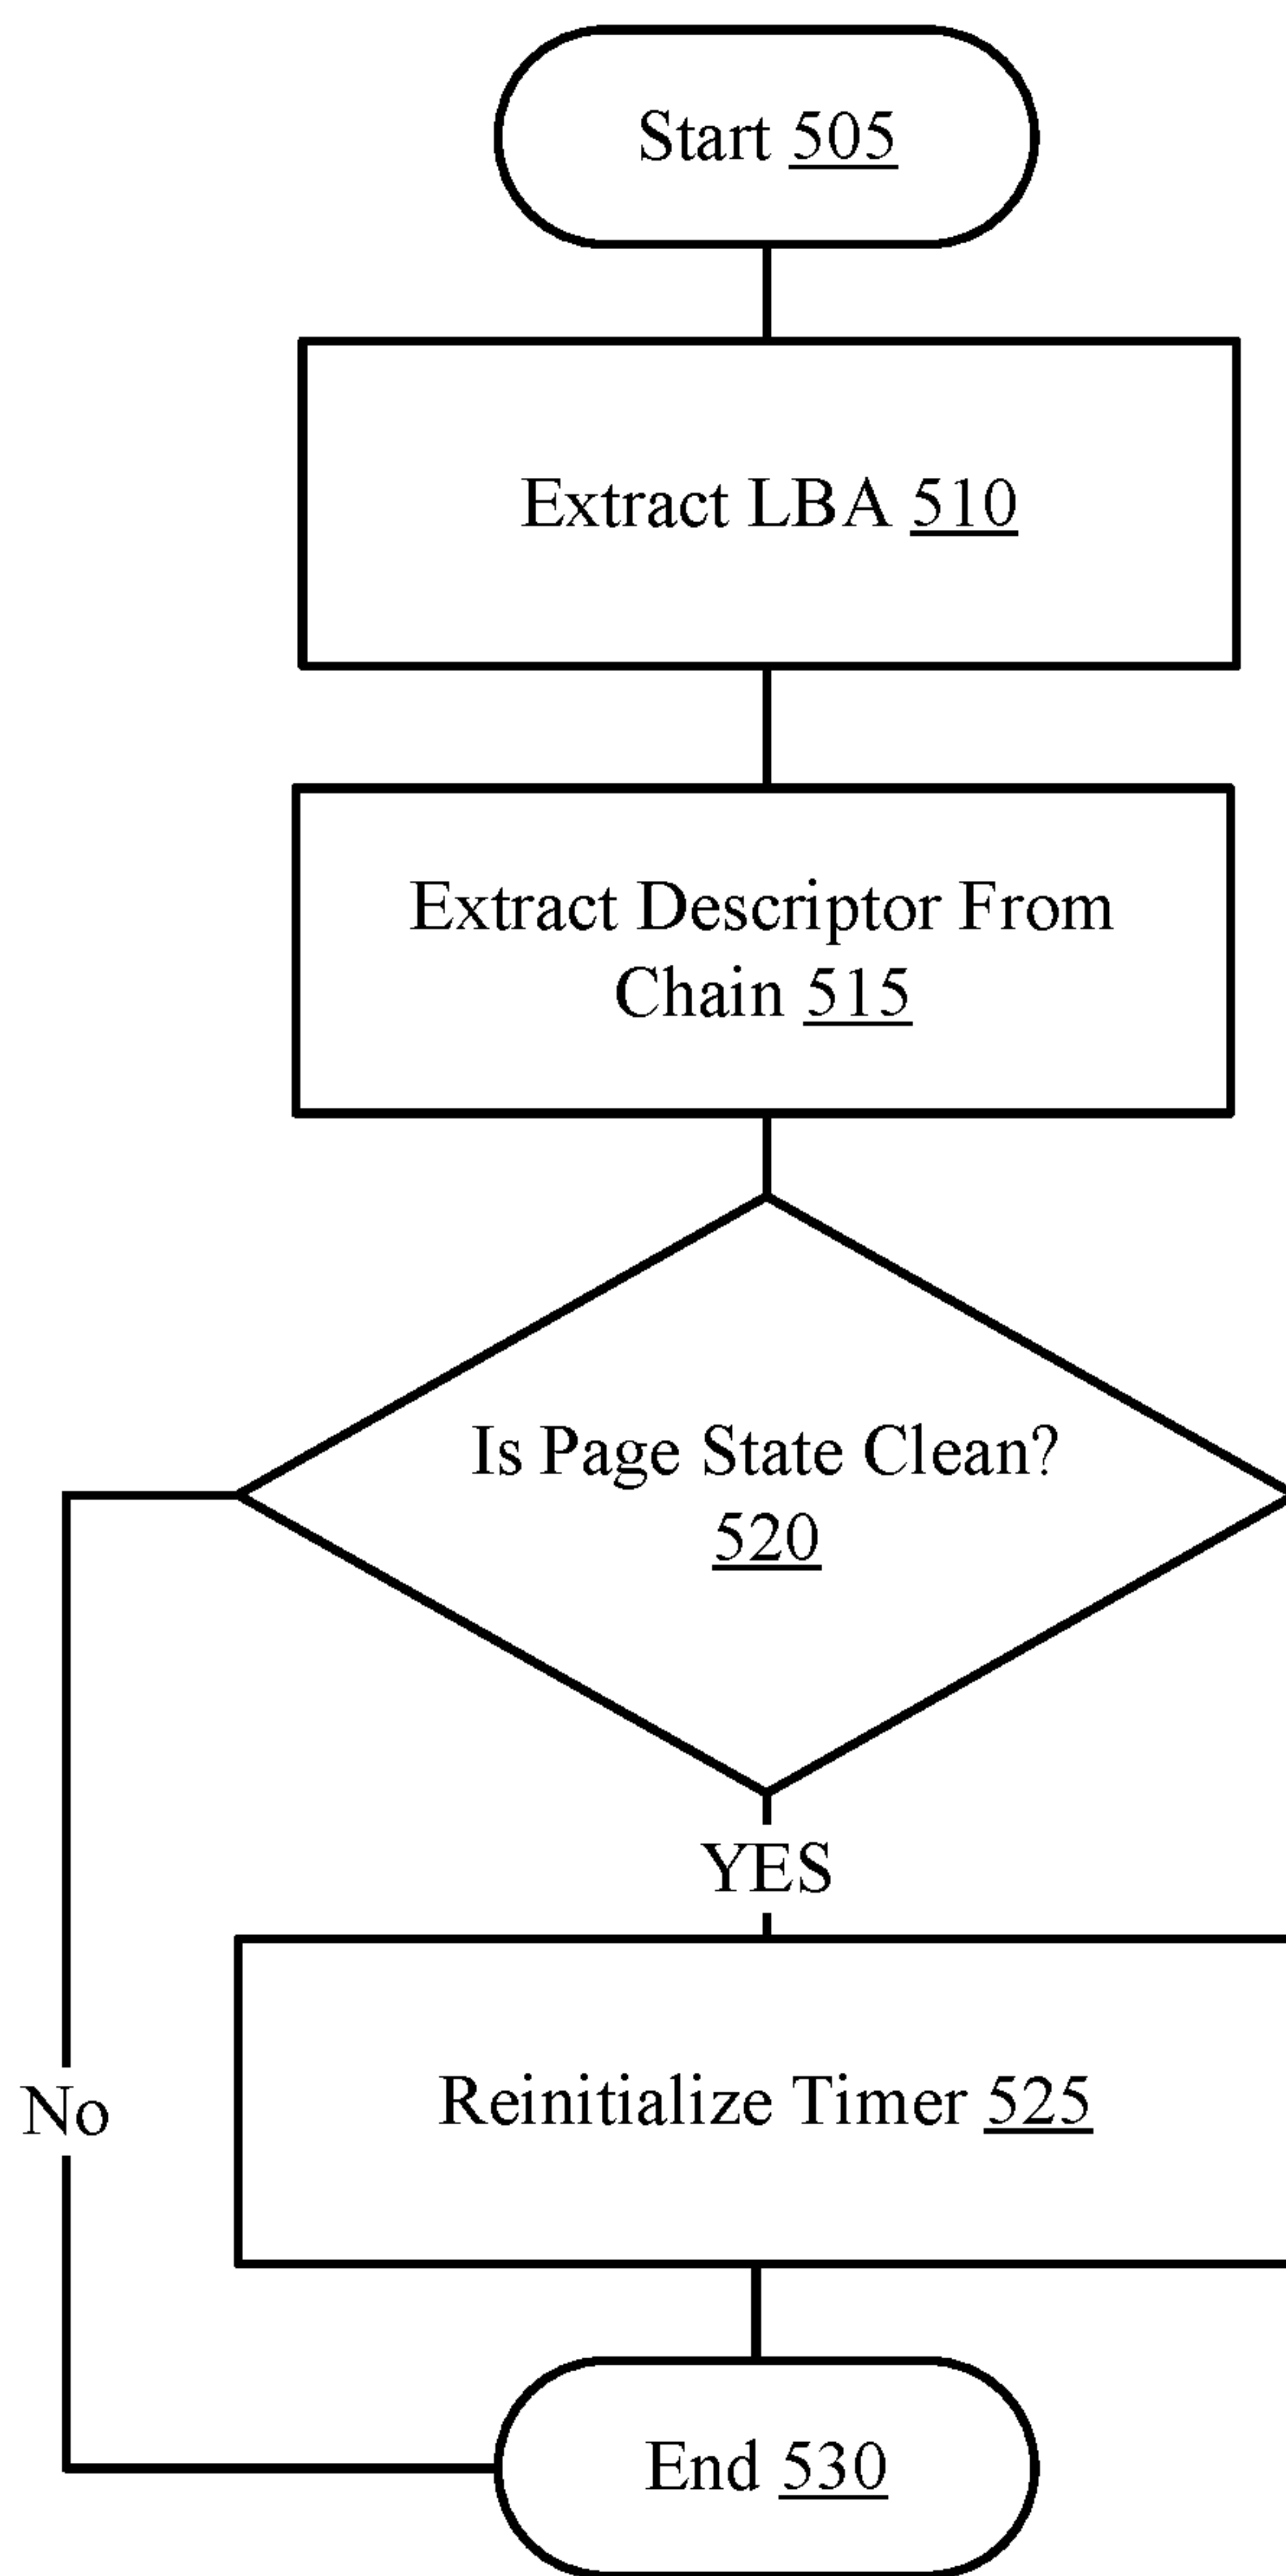 Start 505
Extract LBA 510
Extract Descriptor From
Chain 515
Is Page State Clean?
520
YES
Reinitialize Timer 525
No
End 530